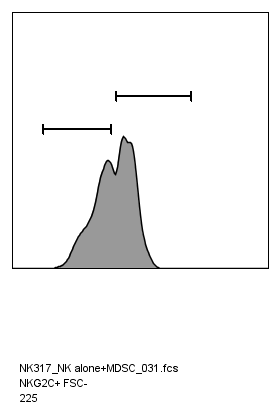 NK317_NK alone+MDSC_031.fcs
NKG2C+ FSC-
225